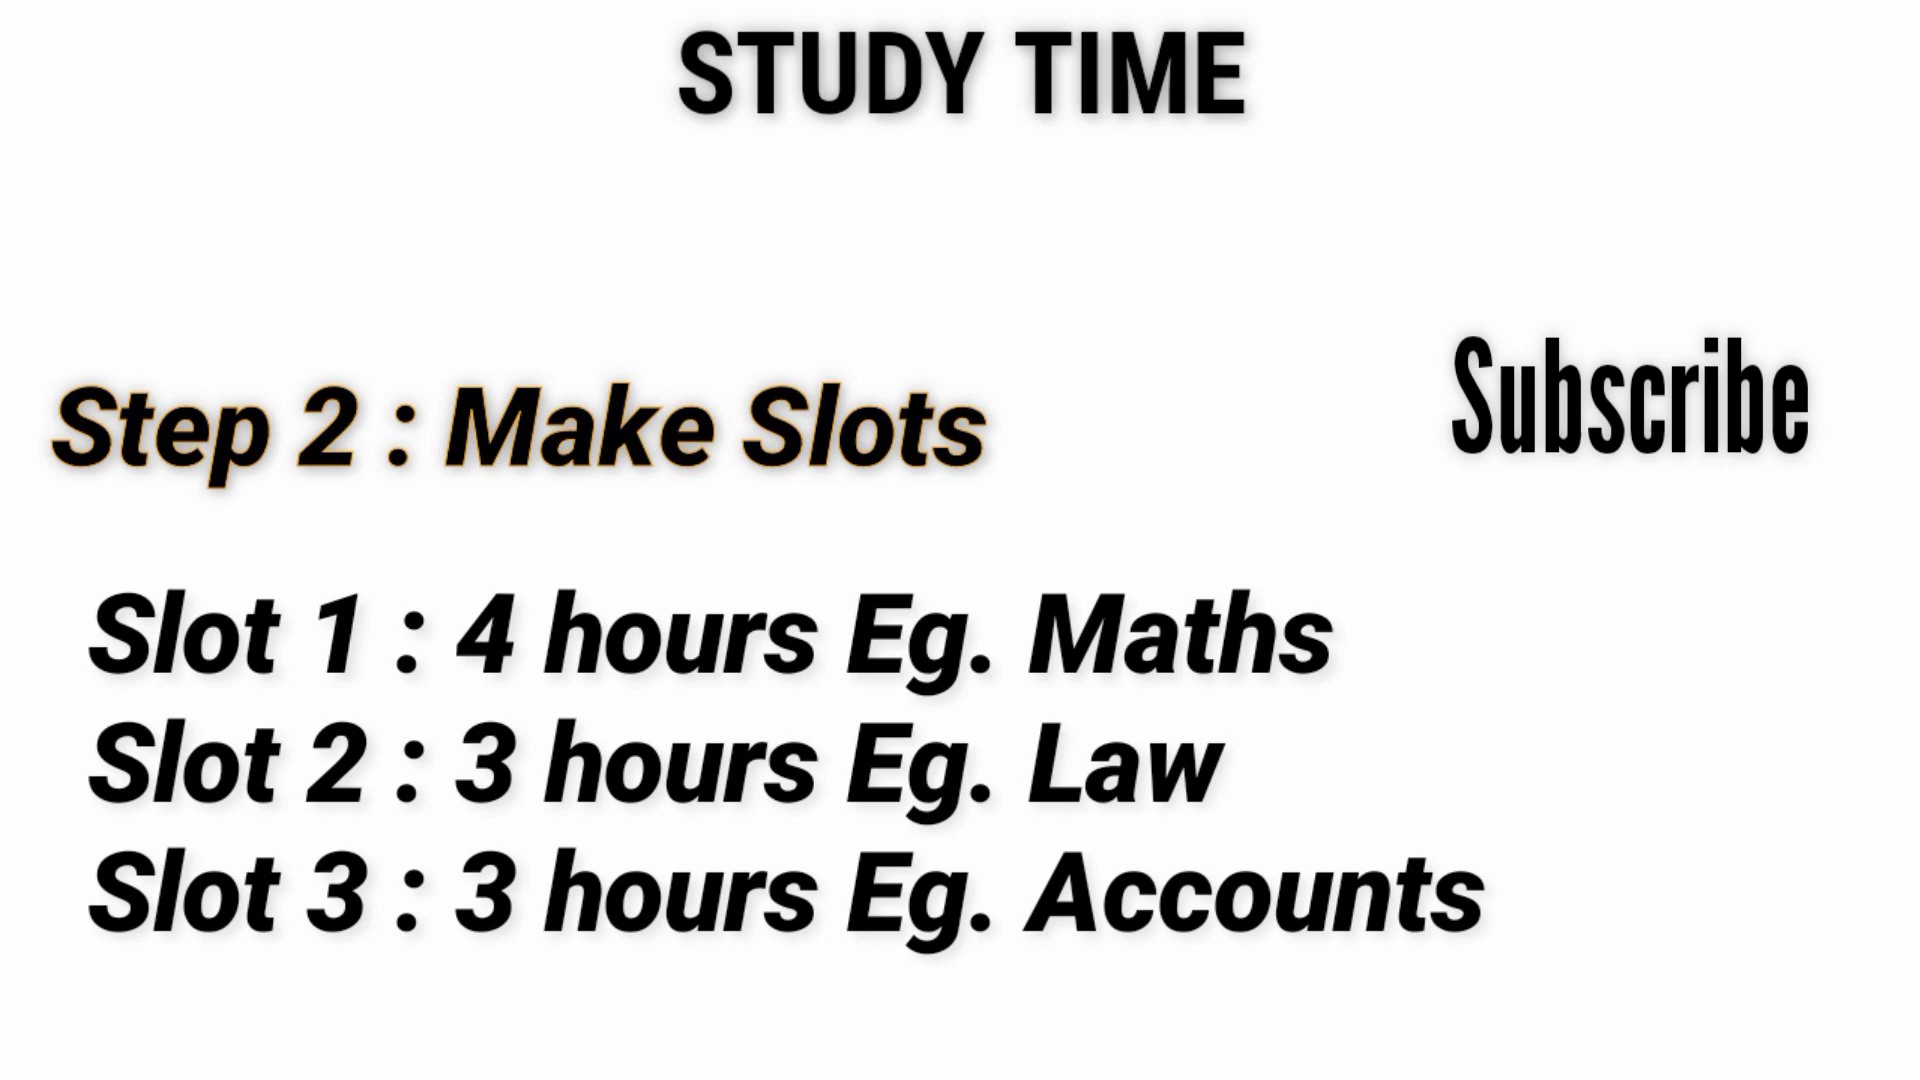 STUDY TIME
Step 2 : Make Slots
Subscribe
Slot 1 : 4 hours Eg. Maths
Slot 2 : 3 hours Eg. Law
Slot 3 : 3 hours Eg. Accounts